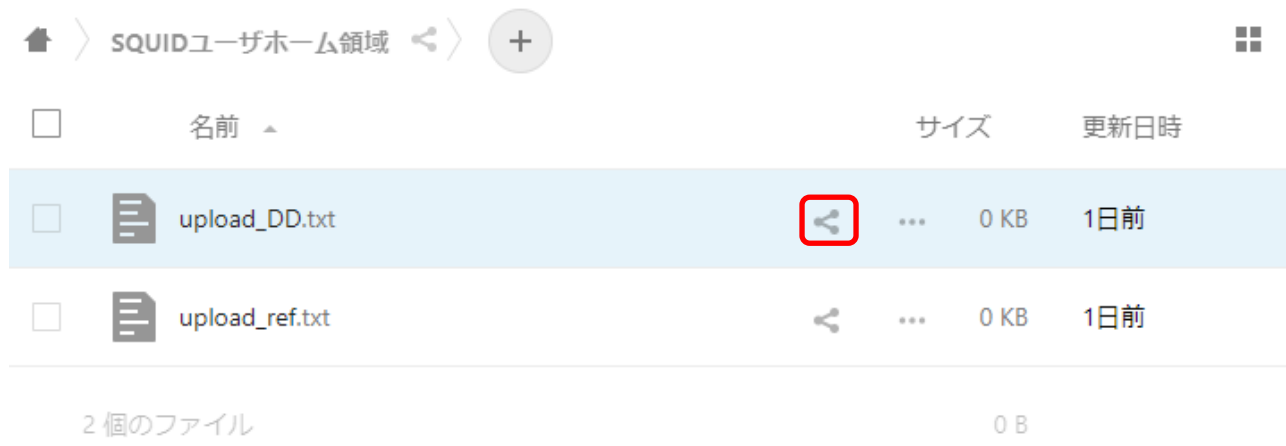 SQUIDユーザホーム領域
名前 サイズ 更新日時
upload_DD.txt 0 KB 1日前
upload_ref.txt 0 KB 1日前
2 個のファイル 0 B